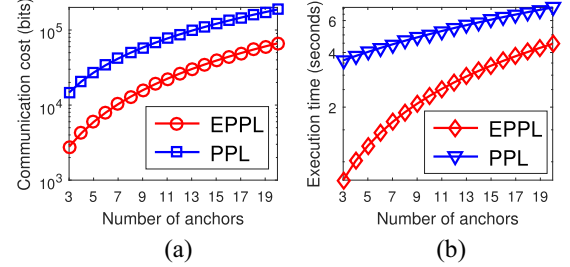 Communication cost (bits)
10^5
10^4
10^3
EPPL
PPL
3 5 7 9 11 13 15 17 19
Number of anchors
(a)
Execution time (seconds)
6
4
2
EPPL
PPL
3 5 7 9 11 13 15 17 19
Number of anchors
(b)